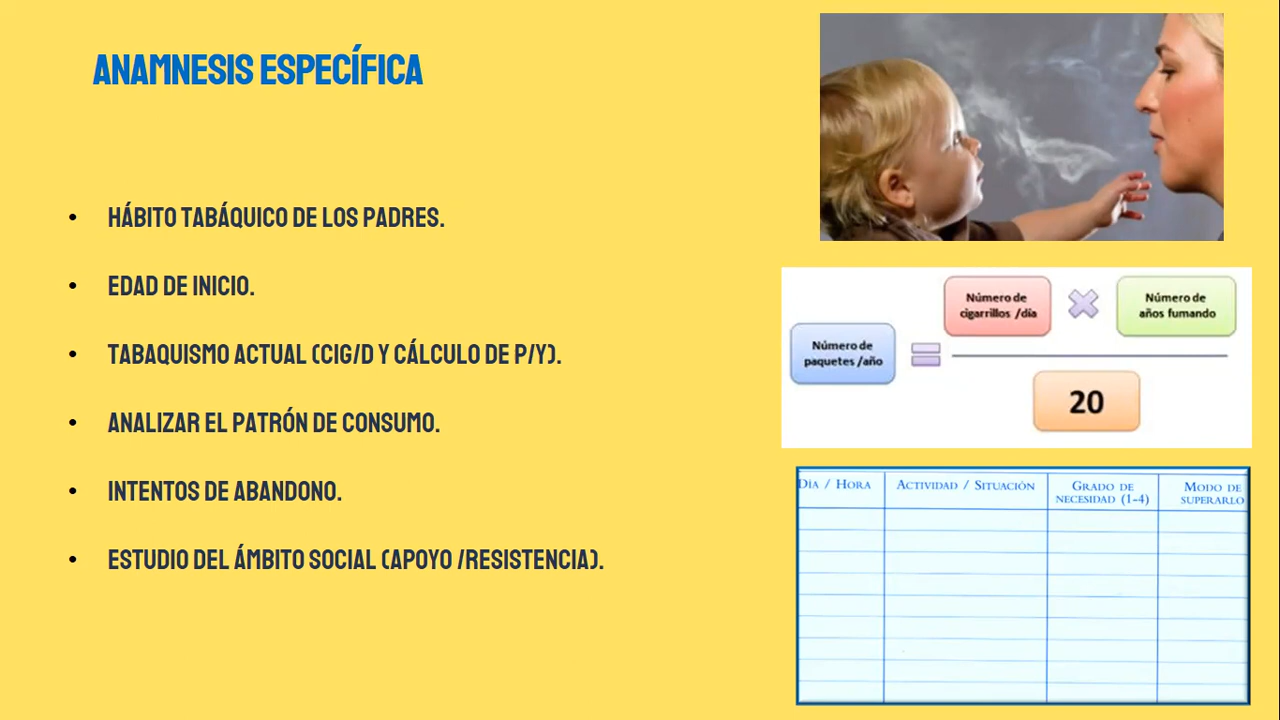 ANAMNESIS ESPECÍFICA
• HÁBITO TABÁQUICO DE LOS PADRES.
• EDAD DE INICIO.
• TABAQUISMO ACTUAL (CIG/D Y CÁLCULO DE P/Y).
• ANALIZAR EL PATRÓN DE CONSUMO.
• INTENTOS DE ABANDONO.
• ESTUDIO DEL ÁMBITO SOCIAL (APOYO /RESISTENCIA).
Número de
paquetes /año
Número de
cigarrillos /día
Número de
años fumando
20
DÍA / HORA
ACTIVIDAD / SITUACIÓN
GRADO DE
NECESIDAD (1-4)
MODO DE
SUPERARLO